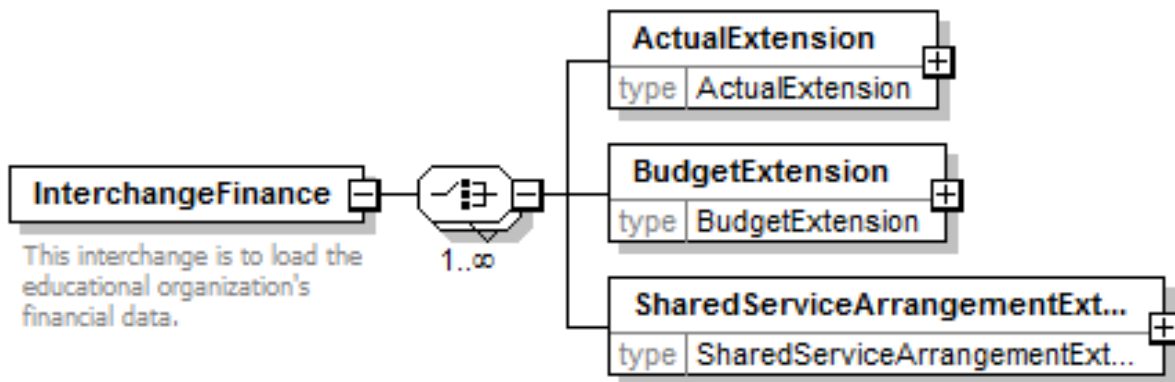 ActualExtension
type ActualExtension
BudgetExtension
type BudgetExtension
InterchangeFinance
This interchange is to load the
educational organization's
financial data.
1..∞
SharedServiceArrangementExt...
type SharedServiceArrangementExt...